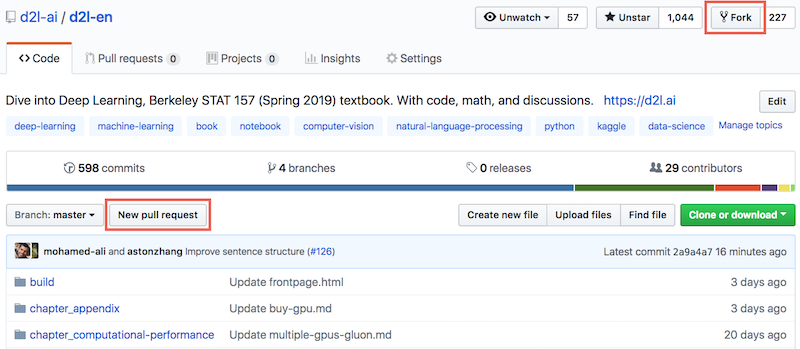 d2l-ai / d2l-en Unwatch 57 Unstar 1,044 Fork 227
Code Pull requests 0 Projects 0 Insights Settings
Dive into Deep Learning, Berkeley STAT 157 (Spring 2019) textbook. With code, math, and discussions. https://d2l.ai Edit
deep-learning machine-learning book notebook computer-vision natural-language-processing python kaggle data-science Manage topics
598 commits 4 branches 0 releases 29 contributors
Branch: master New pull request Create new file Upload files Find file Clone or download
mohamed-ali and astonzhang Improve sentence structure (#126) Latest commit 2a9a4a7 16 minutes ago
build Update frontpage.html 3 days ago
chapter_appendix Update buy-gpu.md 3 days ago
chapter_computational-performance Update multiple-gpus-gluon.md 20 days ago